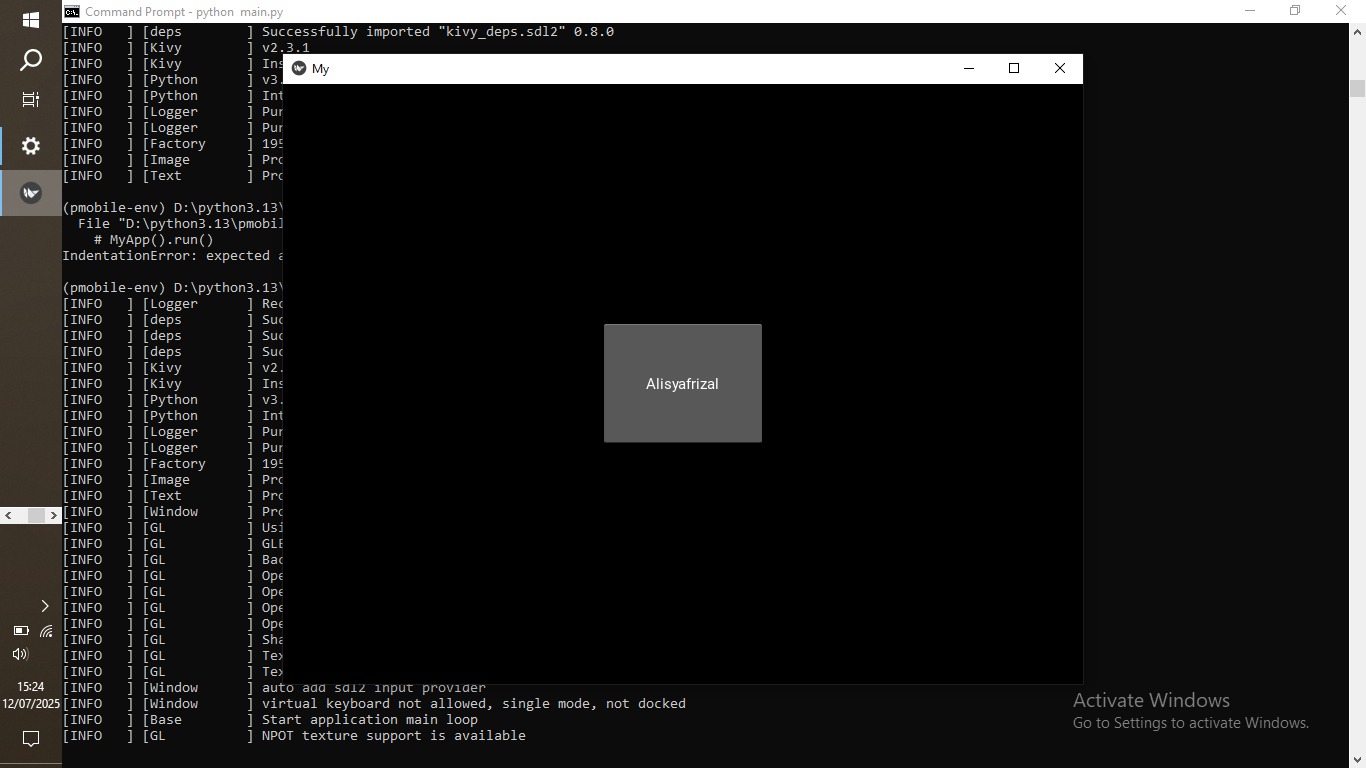 Command Prompt - python  main.py
[INFO   ] [deps        ] Successfully imported "kivy_deps.sdl2" 0.8.0
[INFO   ] [Kivy        ] v2.3.1
[INFO   ] [Kivy        ]
[INFO   ] [Python      ] v3.
[INFO   ] [Python      ]
[INFO   ] [Logger      ]
[INFO   ] [Logger      ]
[INFO   ] [Factory     ] 195
[INFO   ] [Image       ]
[INFO   ] [Text        ]
(pmobile-env) D:\python3.13\
File "D:\python3.13\pmobil
# MyApp().run()
IndentationError: expected a
(pmobile-env) D:\python3.13\
[INFO   ] [Logger      ] Rec
[INFO   ] [deps        ] Suc
[INFO   ] [deps        ] Suc
[INFO   ] [deps        ] Suc
[INFO   ] [Kivy        ] v2.
[INFO   ] [Kivy        ] Ins
[INFO   ] [Python      ] v3.
[INFO   ] [Python      ] Int
[INFO   ] [Logger      ] Pur
[INFO   ] [Logger      ] Pur
[INFO   ] [Factory     ] 195
[INFO   ] [Image       ] Pro
[INFO   ] [Text        ] Pro
[INFO   ] [Window      ] Pro
[INFO   ] [GL          ] Usi
[INFO   ] [GL          ] GLE
[INFO   ] [GL          ] Bac
[INFO   ] [GL          ] Ope
[INFO   ] [GL          ] Ope
[INFO   ] [GL          ] Ope
[INFO   ] [GL          ] Ope
[INFO   ] [GL          ] Sha
[INFO   ] [GL          ] Tex
[INFO   ] [GL          ] Tex
[INFO   ] [Window      ] auto add sdl2 input provider
[INFO   ] [Window      ] virtual keyboard not allowed, single mode, not docked
[INFO   ] [Base        ] Start application main loop
[INFO   ] [GL          ] NPOT texture support is available
My
Alisyafrizal
Activate Windows
Go to Settings to activate Windows.
15:24
12/07/2025